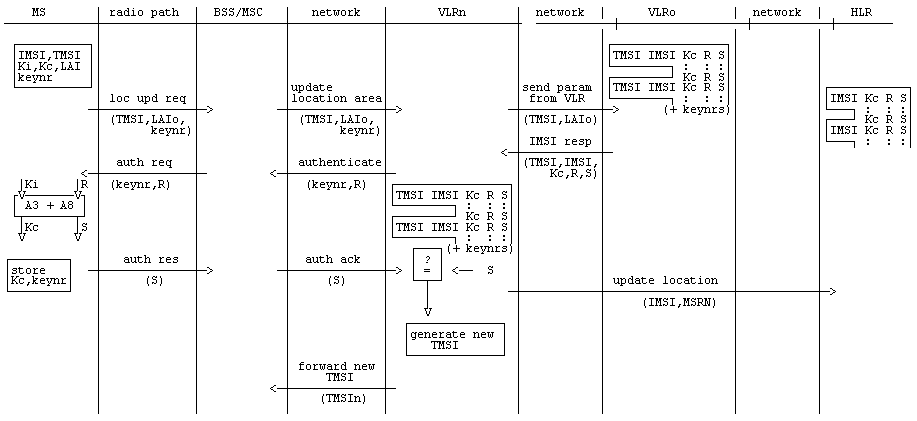 MS radio path BSS/MSC network VLRn network VLRo network HLR
IMSI,TMSI
Ki,Kc,LAI
keynr
TMSI IMSI Kc R S
: : :
Kc R S
TMSI IMSI Kc R S
: : :
(+ keynrs)
loc upd req
(TMSI,LAIo,
keynr)
update
location area
(TMSI,LAIo,
keynr)
send param
from VLR
(TMSI,LAIo)
IMSI Kc R S
: : :
Kc R S
IMSI Kc R S
: : :
IMSI resp
(TMSI,IMSI,
Kc,R,S)
auth req
(keynr,R)
authenticate
(keynr,R)
Ki R
A3 + A8
Kc S
TMSI IMSI Kc R S
: : :
Kc R S
TMSI IMSI Kc R S
: : :
(+ keynrs)
store
Kc,keynr
auth res
(S)
auth ack
(S)
?
=
S
update location
(IMSI,MSRN)
generate new
TMSI
forward new
TMSI
(TMSIn)